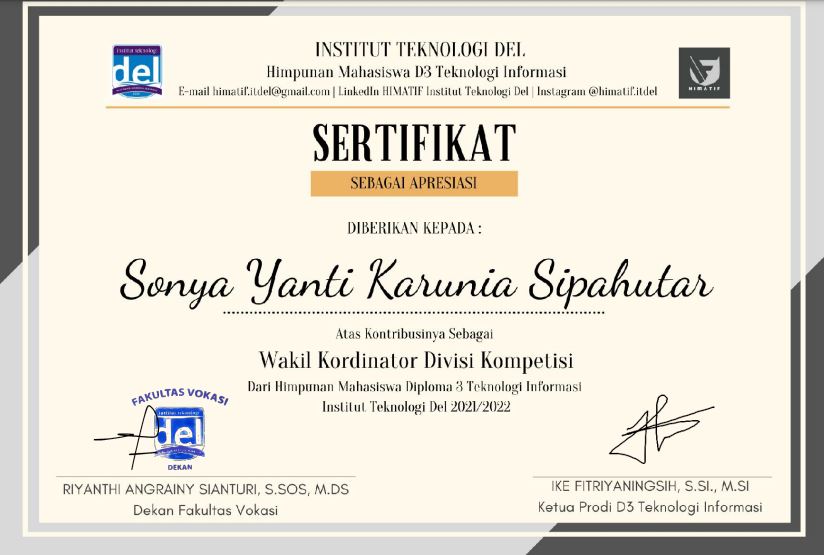 INSTITUT TEKNOLOGI DEL
Himpunan Mahasiswa D3 Teknologi Informasi
E-mail himatif.itdel@gmail.com | LinkedIn HIMATIF Institut Teknologi Del | Instagram @himatif.itdel
institut teknologi
del
HIMATIF
SERTIFIKAT
SEBAGAI APRESIASI
DIBERIKAN KEPADA :
Sonya Yanti Karunia Sipahutar
Atas Kontribusinya Sebagai
Wakil Kordinator Divisi Kompetisi
Dari Himpunan Mahasiswa Diploma 3 Teknologi Informasi
Institut Teknologi Del 2021/2022
FAKULTAS VOKASI
institut teknologi
del
DEKAN
RIYANTHI ANGRAINY SIANTURI, S.SOS, M.DS
Dekan Fakultas Vokasi
IKE FITRIYANINGSIH, S.SI., M.SI
Ketua Prodi D3 Teknologi Informasi